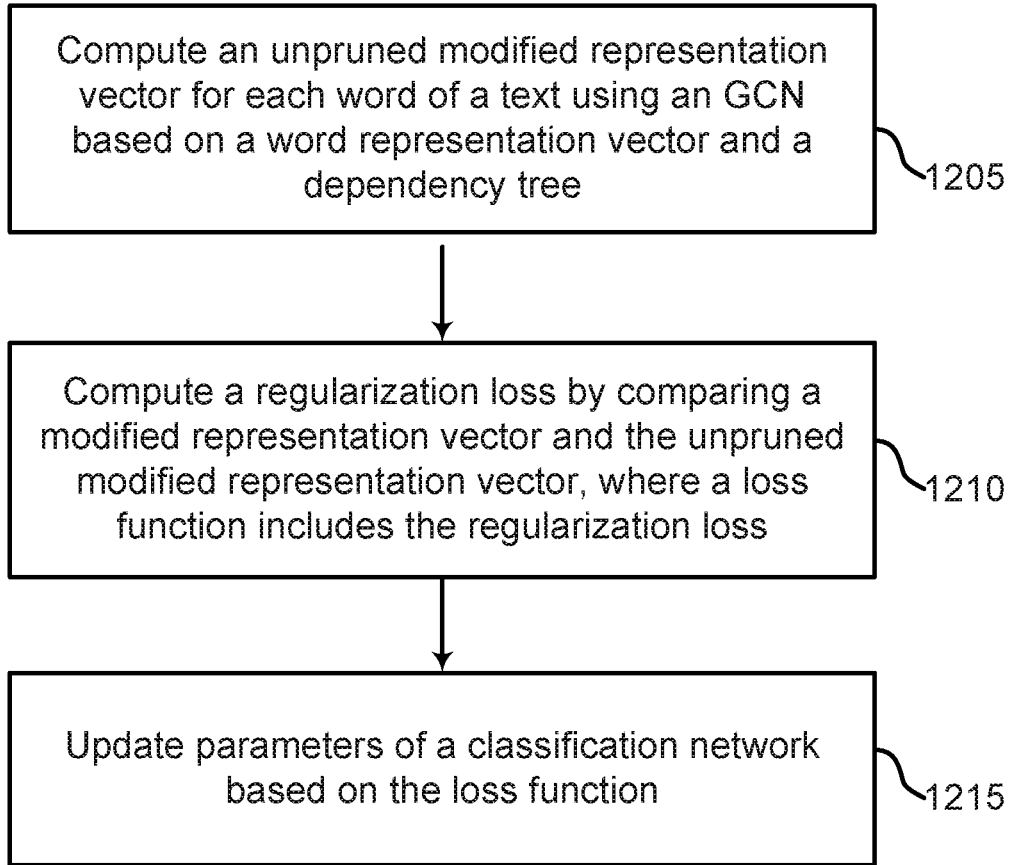 Compute an unpruned modified representation
vector for each word of a text using an GCN
based on a word representation vector and a
dependency tree
1205
Compute a regularization loss by comparing a
modified representation vector and the unpruned
modified representation vector, where a loss
function includes the regularization loss
1210
Update parameters of a classification network
based on the loss function
1215